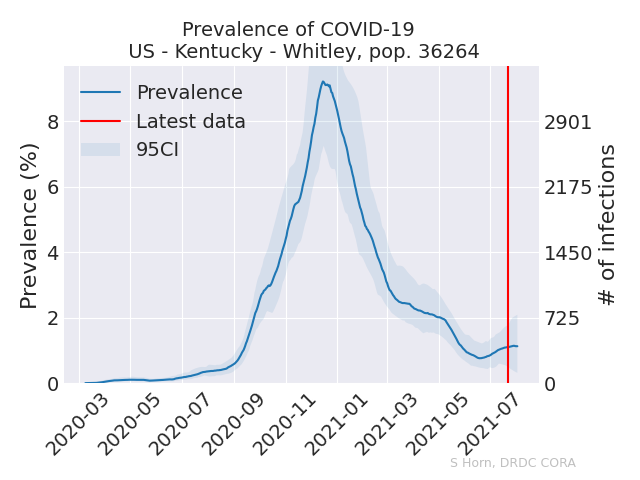 Prevalence of COVID-19
US - Kentucky - Whitley, pop. 36264
Prevalence
Latest data
95CI
Prevalence (%)
8
6
4
2
0
2901
2175
1450
725
0
# of infections
2020-03
2020-05
2020-07
2020-09
2020-11
2021-01
2021-03
2021-05
2021-07
S Horn, DRDC CORA